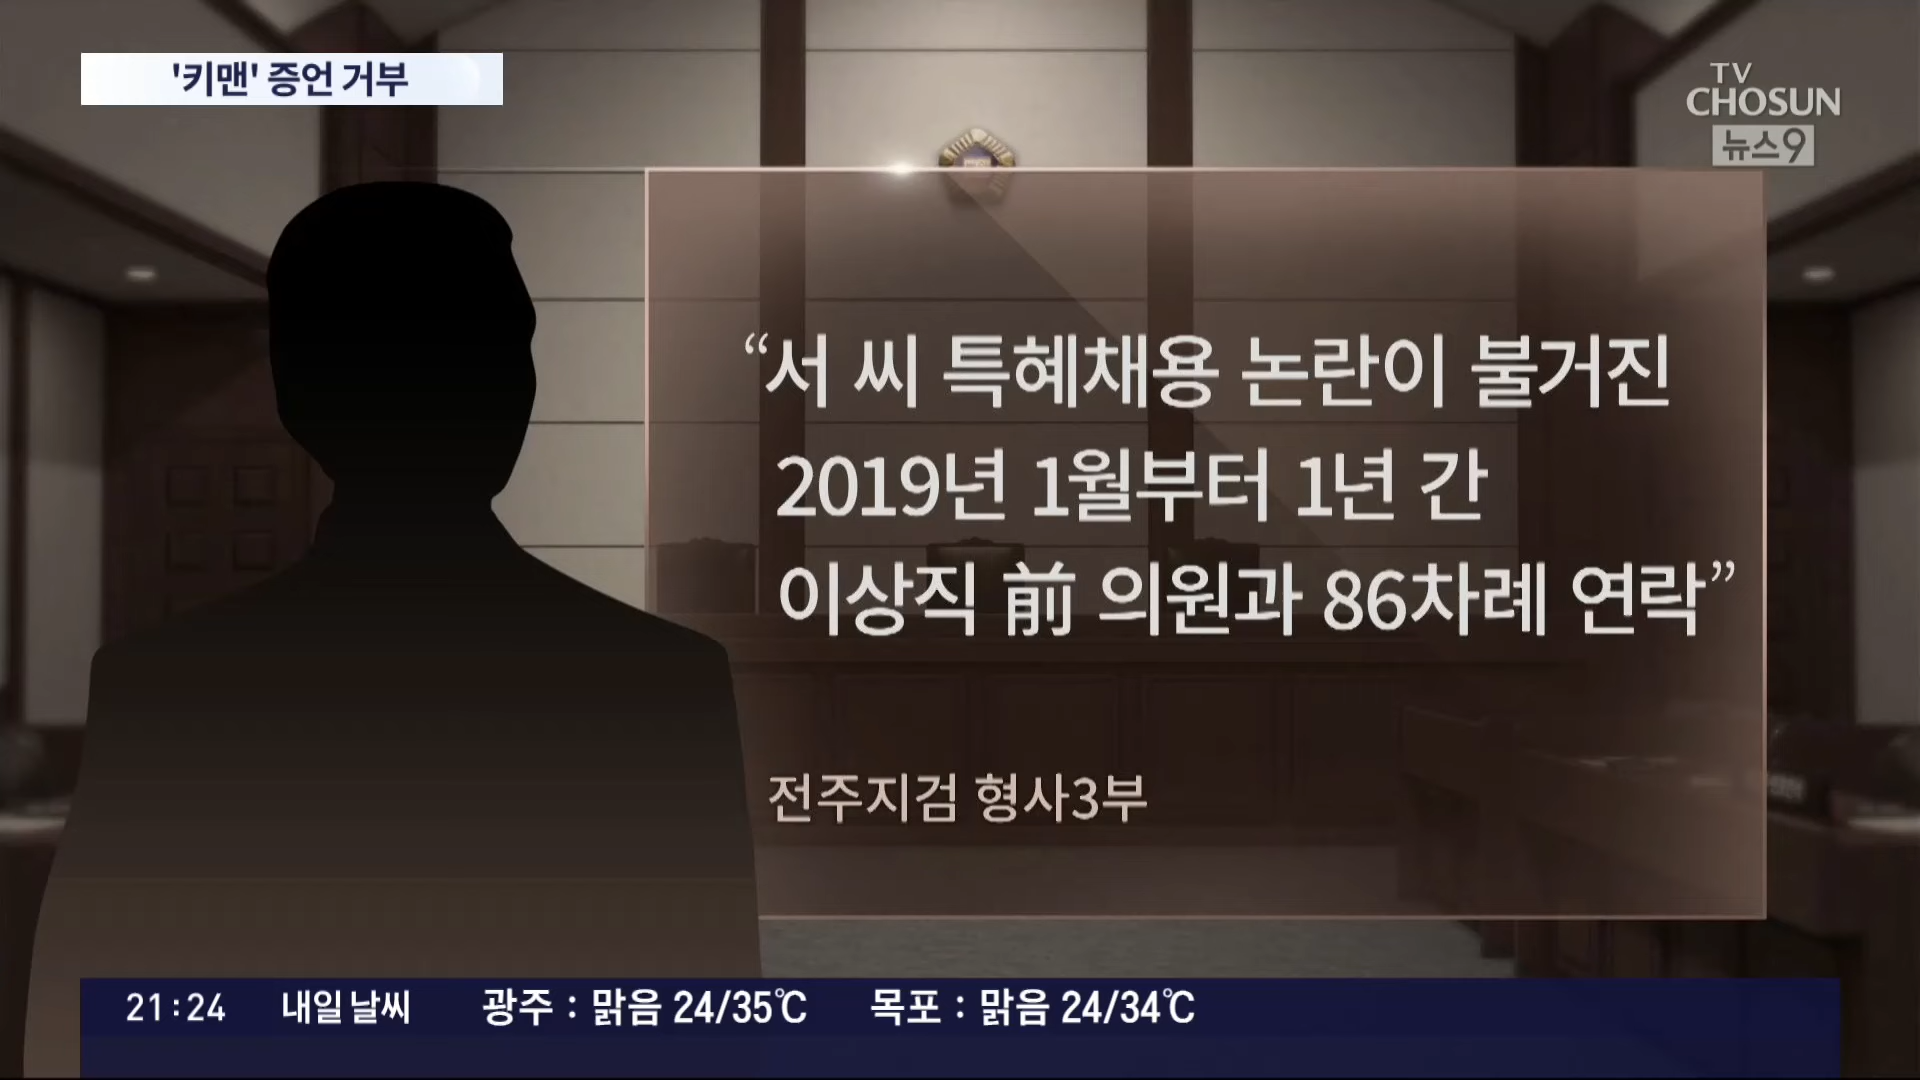 '키맨' 증언 거부
TV
CHOSUN
뉴스9
“서 씨 특혜채용 논란이 불거진
2019년 1월부터 1년 간
이상직 前 의원과 86차례 연락”
전주지검 형사3부
21:24 내일 날씨 광주 : 맑음 24/35℃ 목포 : 맑음 24/34℃